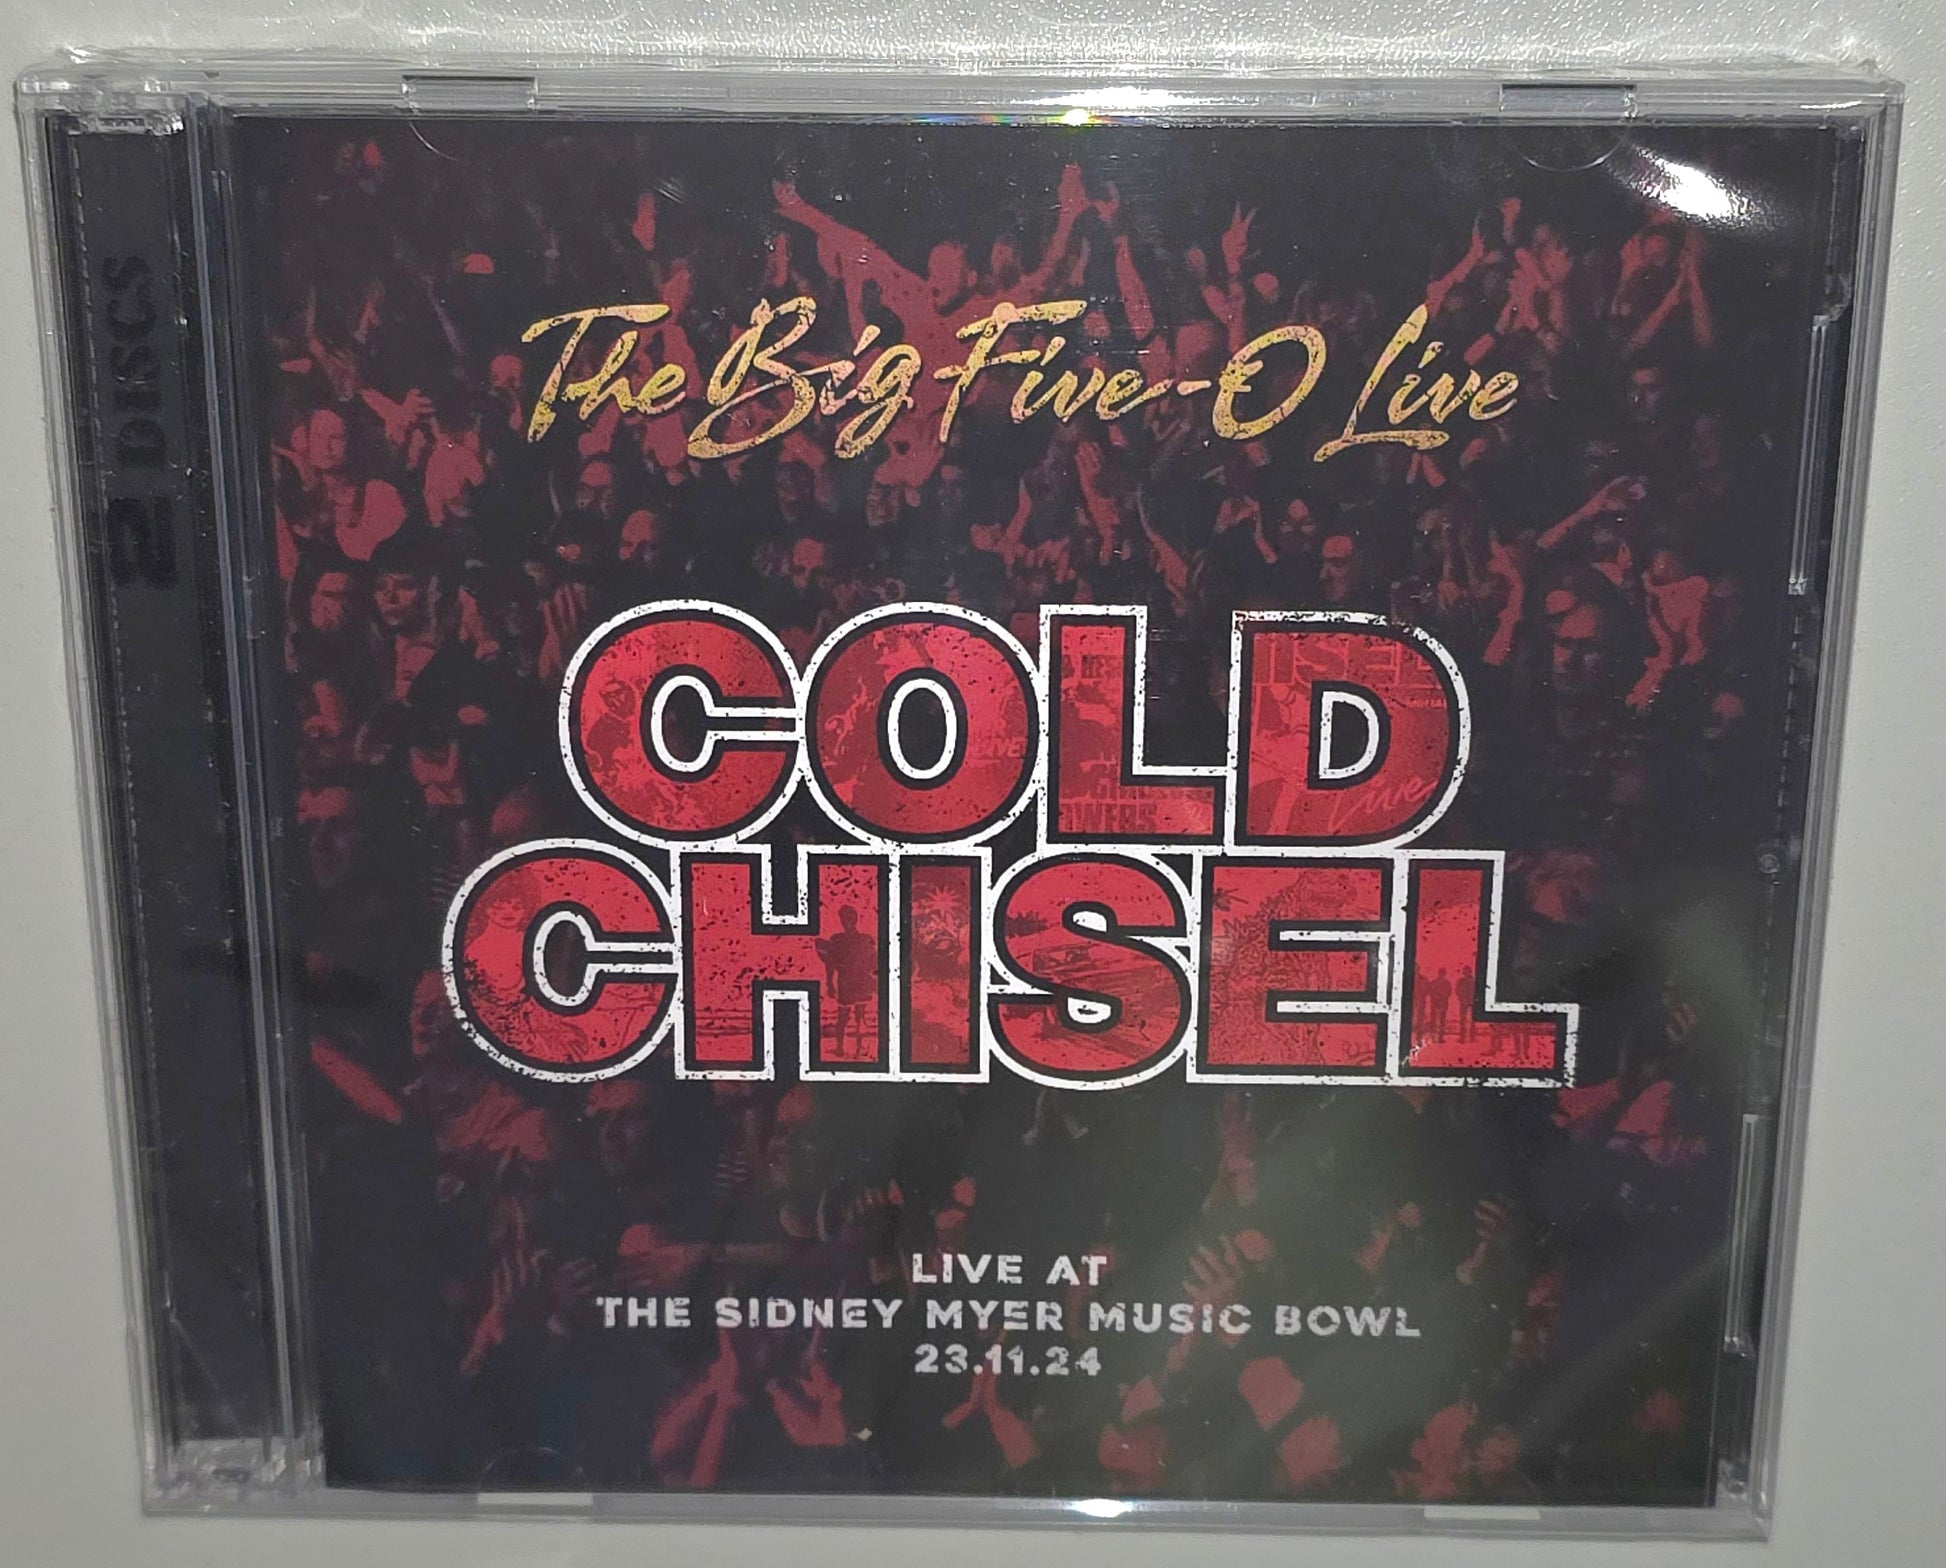 2 DISCS
The Big Five-O Live
COLD
CHISEL
LIVE AT
THE SIDNEY MYER MUSIC BOWL
23.11.24